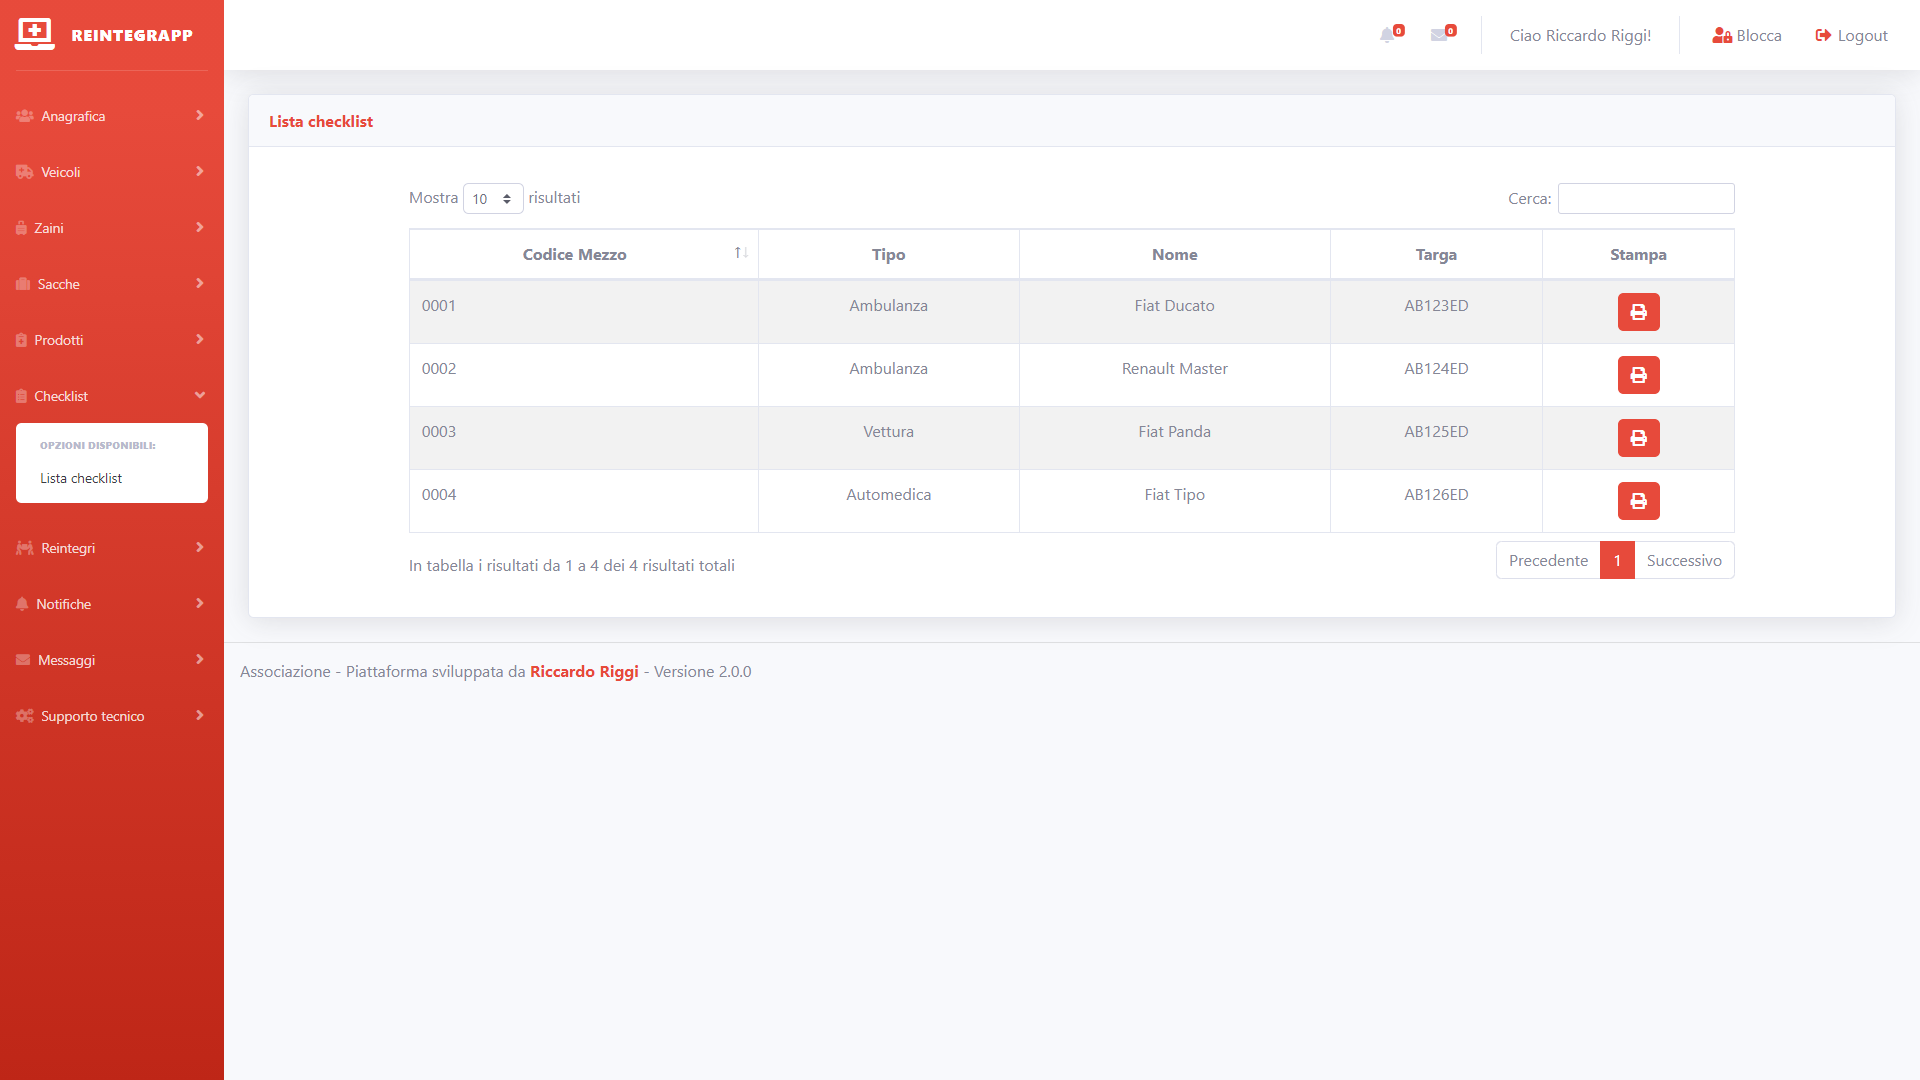 REINTEGRAPP
0
0
Ciao Riccardo Riggi!
Blocca
Logout
Anagrafica
Veicoli
Zaini
Sacche
Prodotti
Checklist
OPZIONI DISPONIBILI:
Lista checklist
Reintegri
Notifiche
Messaggi
Supporto tecnico
Lista checklist
Mostra 10 risultati
Cerca:
Codice Mezzo Tipo Nome Targa Stampa
0001 Ambulanza Fiat Ducato AB123ED
0002 Ambulanza Renault Master AB124ED
0003 Vettura Fiat Panda AB125ED
0004 Automedica Fiat Tipo AB126ED
In tabella i risultati da 1 a 4 dei 4 risultati totali
Precedente 1 Successivo
Associazione - Piattaforma sviluppata da Riccardo Riggi - Versione 2.0.0